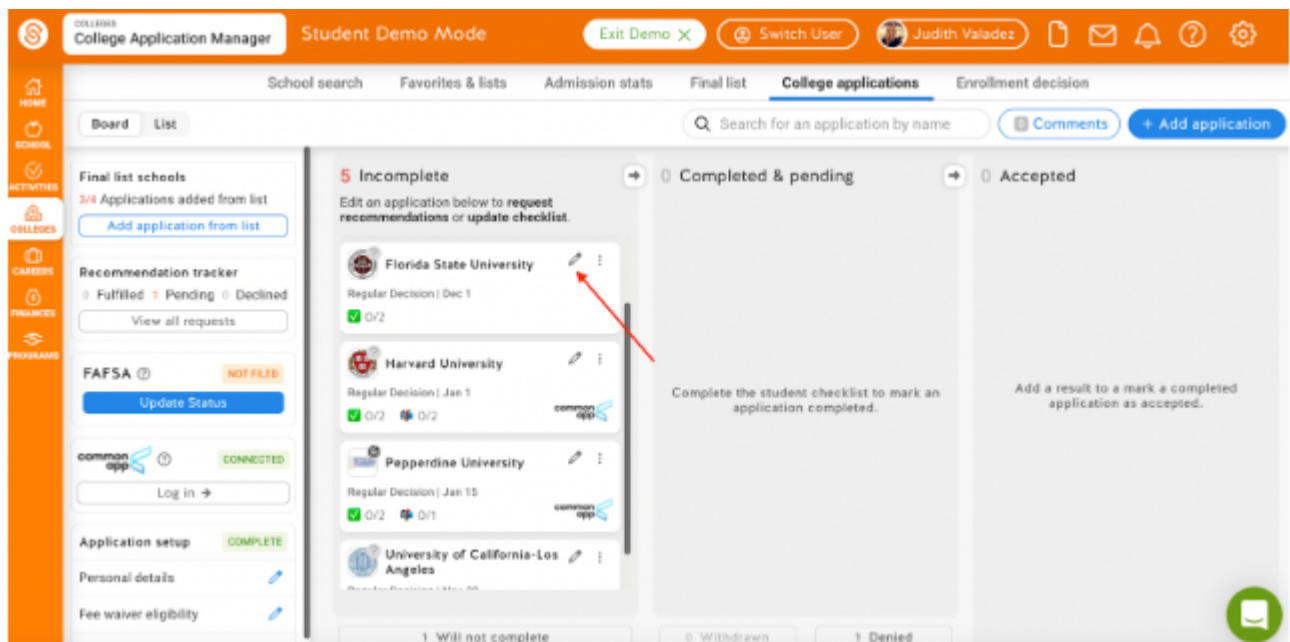 COLLEGES
College Application Manager
Student Demo Mode
Exit Demo ×
Switch User
Judith Valadez
HOME
SCHOOL
ACTIVITIES
COLLEGES
CAREERS
FINANCES
PROGRAMS
School search
Favorites & lists
Admission stats
Final list
College applications
Enrollment decision
Board
List
Search for an application by name
0 Comments
+ Add application
Final list schools
3/4 Applications added from list
Add application from list
Recommendation tracker
0 Fulfilled 1 Pending 0 Declined
View all requests
FAFSA
NOT FILED
Update Status
common app
CONNECTED
Log in →
Application setup
COMPLETE
Personal details
Fee waiver eligibility
5 Incomplete
Edit an application below to request
recommendations or update checklist.
Florida State University
Regular Decision | Dec 1
0/2
Harvard University
Regular Decision | Jan 1
0/2 0/2
common app
Pepperdine University
Regular Decision | Jan 15
0/2 0/1
common app
University of California-Los
Angeles
1 Will not complete
0 Completed & pending
Complete the student checklist to mark an
application completed.
0 Withdrawn
1 Denied
0 Accepted
Add a result to a mark a completed
application as accepted.